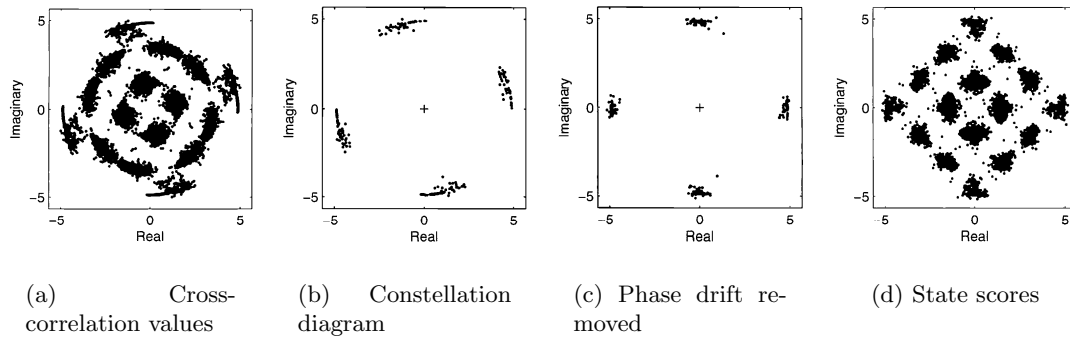 5
0
−5
Imaginary
−5
0
5
Real
5
0
−5
Imaginary
−5
0
5
Real
5
0
−5
Imaginary
−5
0
5
Real
5
0
−5
Imaginary
−5
0
5
Real
(a) Cross-
correlation values
(b) Constellation
diagram
(c) Phase drift re-
moved
(d) State scores